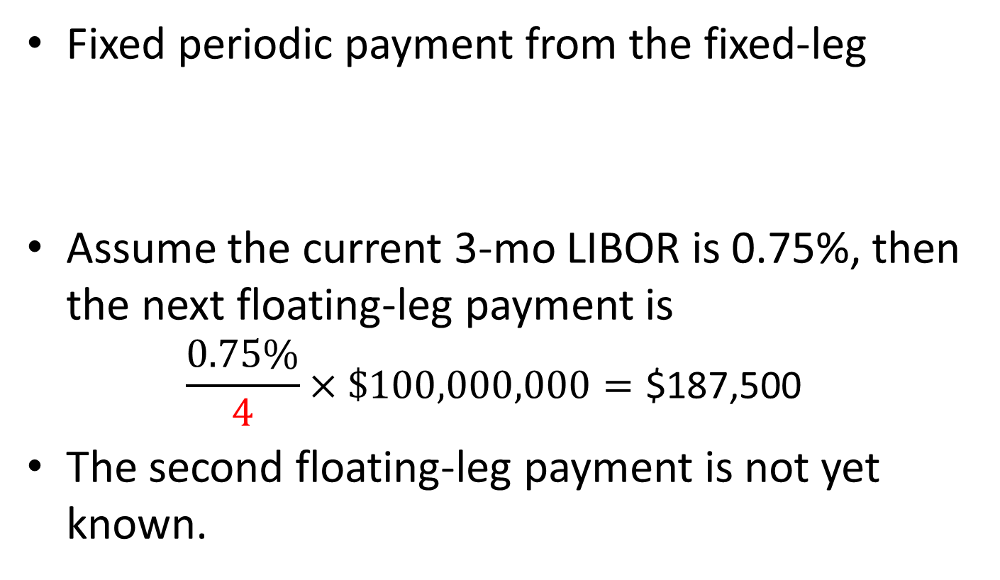 • Fixed periodic payment from the fixed-leg
• Assume the current 3-mo LIBOR is 0.75%, then
the next floating-leg payment is
0.75%
4
× $100,000,000 = $187,500
• The second floating-leg payment is not yet
known.